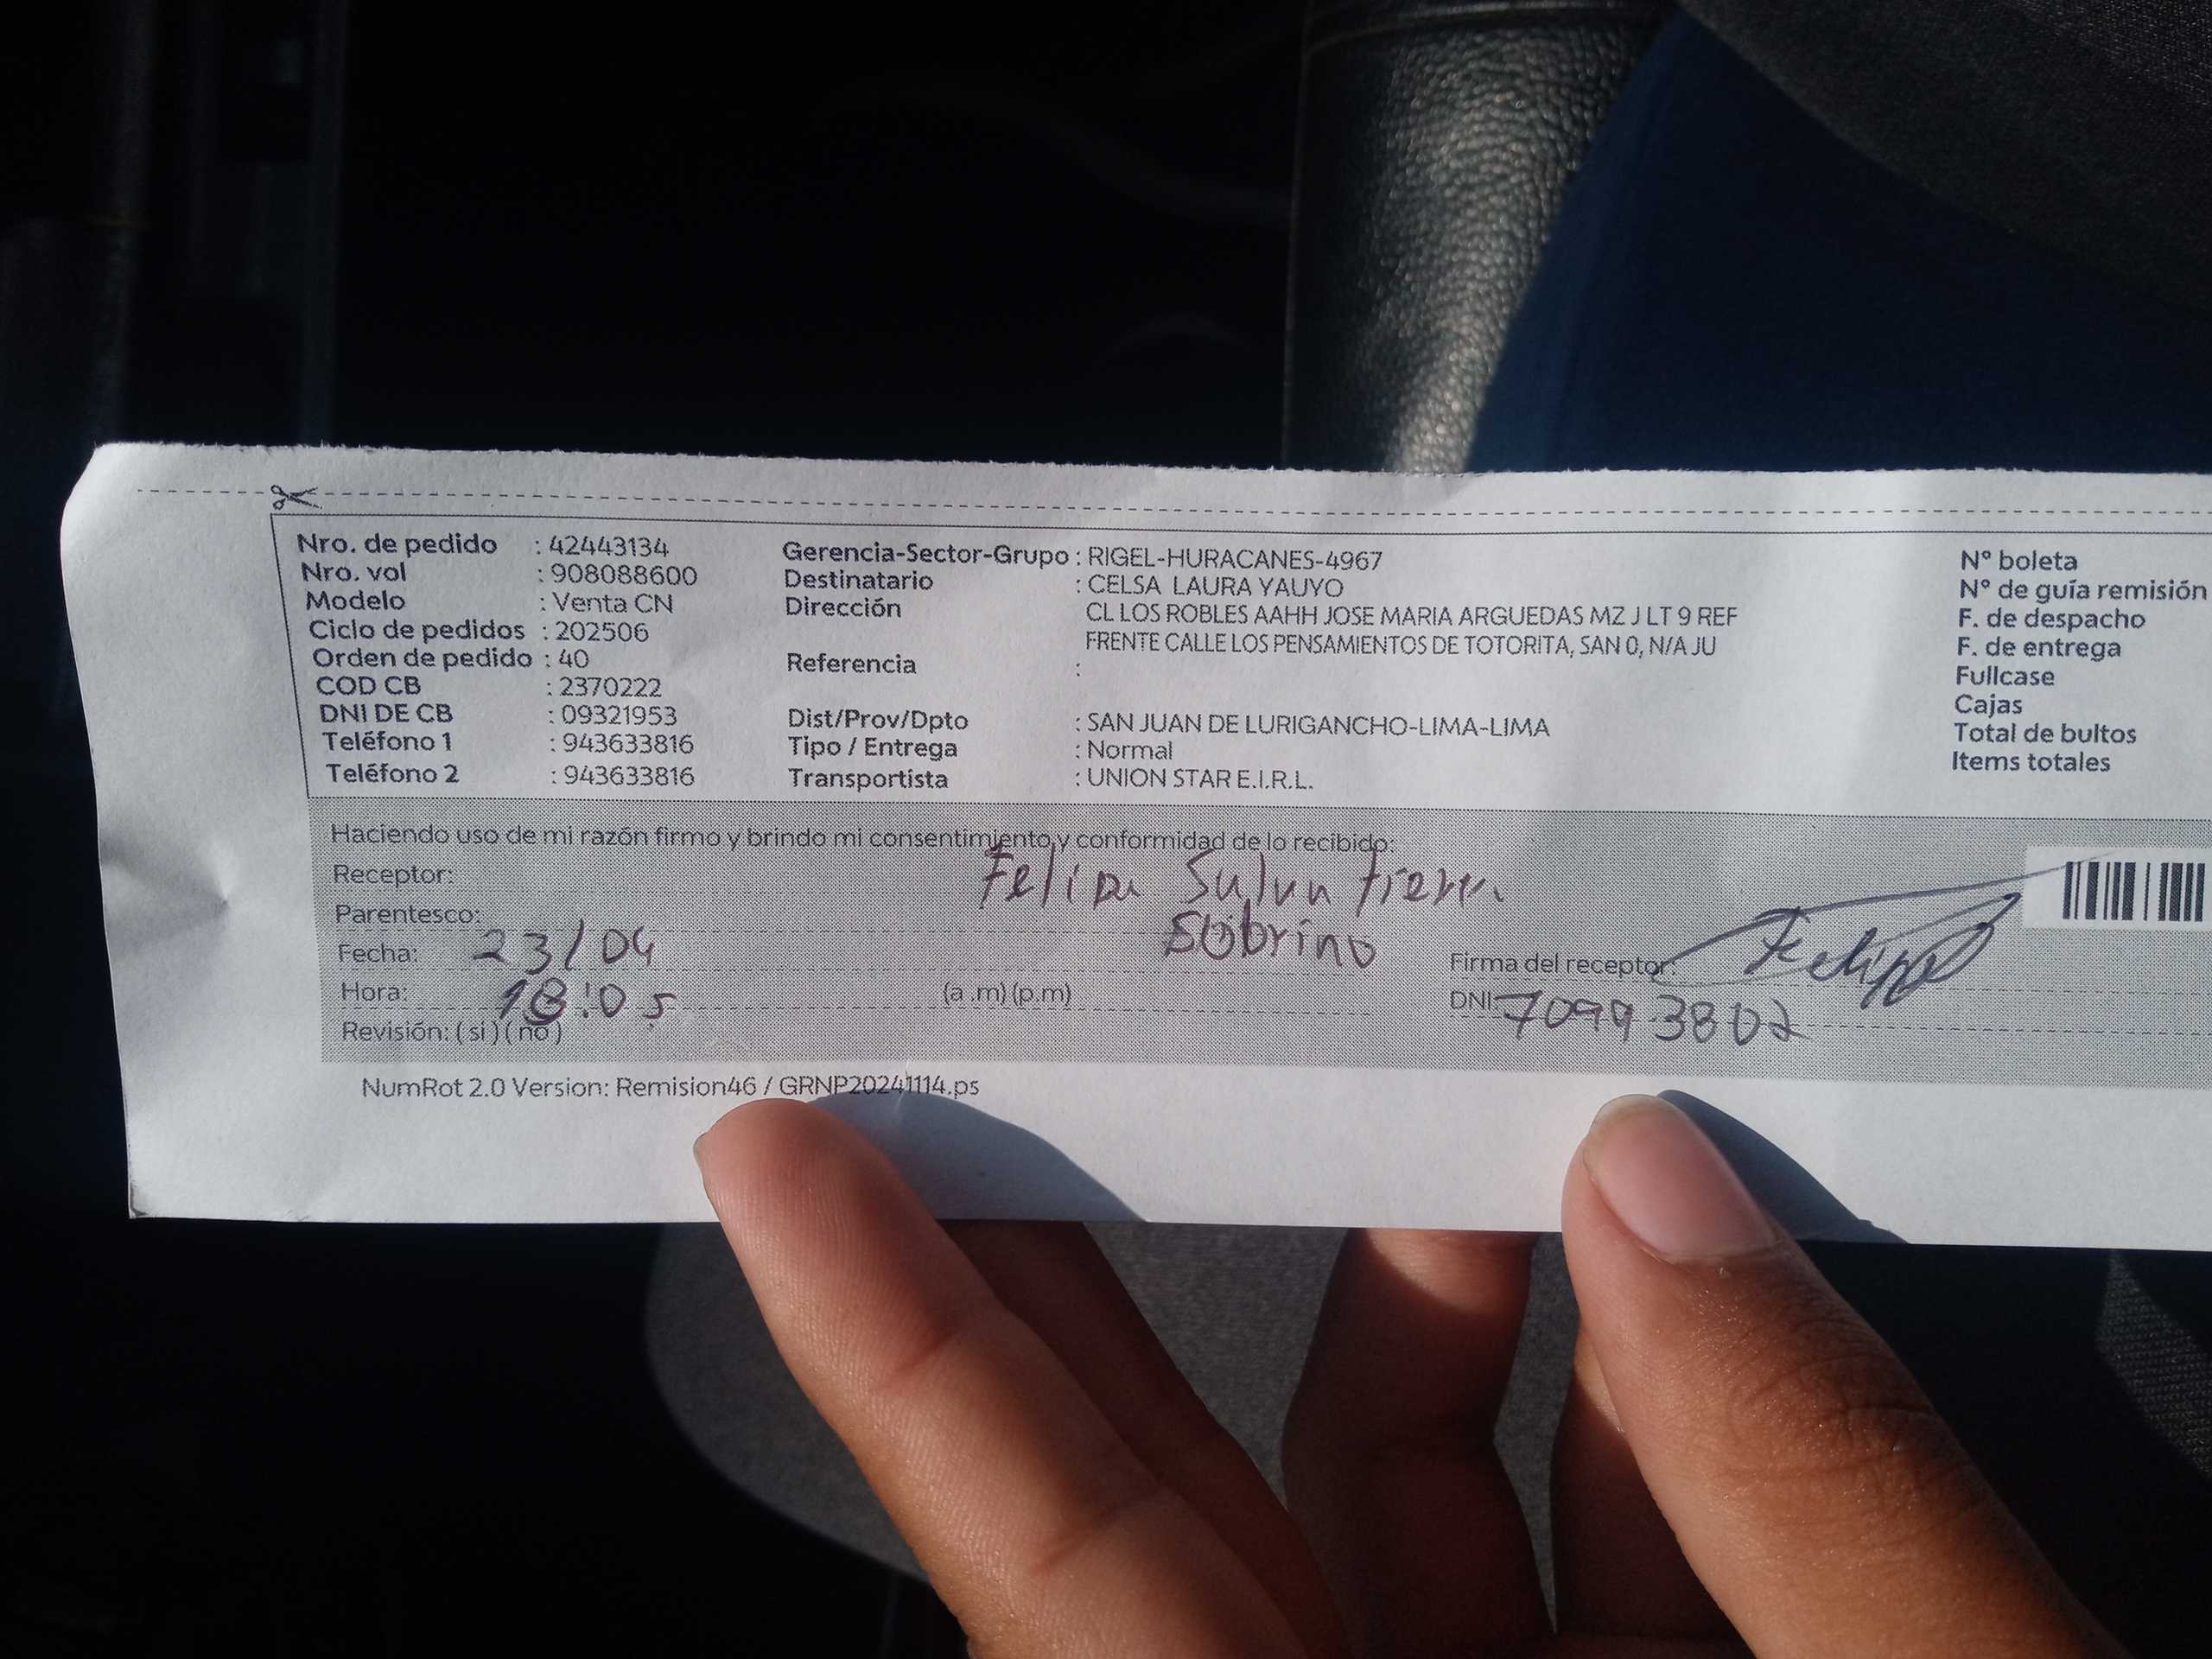 Nro. de pedido : 42443134
Nro. vol : 908088600
Modelo : Venta CN
Ciclo de pedidos : 202506
Orden de pedido : 40
COD CB : 2370222
DNI DE CB : 09321953
Teléfono 1 : 943633816
Teléfono 2 : 943633816
Gerencia-Sector-Grupo : RIGEL-HURACANES-4967
Destinatario : CELSA LAURA YAUYO
Dirección CL LOS ROBLES AAHH JOSE MARIA ARGUEDAS MZ J LT 9 REF
FRENTE CALLE LOS PENSAMIENTOS DE TOTORITA, SAN 0, N/A JU
Referencia :
Dist/Prov/Dpto : SAN JUAN DE LURIGANCHO-LIMA-LIMA
Tipo / Entrega : Normal
Transportista : UNION STAR E.I.R.L.
N° boleta
N° de guía remisión
F. de despacho
F. de entrega
Fullcase
Cajas
Total de bultos
Items totales
Haciendo uso de mi razón firmo y brindo mi consentimiento y conformidad de lo recibido:
Receptor: Felipe
Parentesco: Sobrino
Fecha: 23/04
Hora: 18:05 (a .m) (p.m)
Revisión: ( si ) ( no )
Firma del receptor: Felipe
DNI: 70993802
NumRot 2.0 Version: Remision46 / GRNP20241114.ps